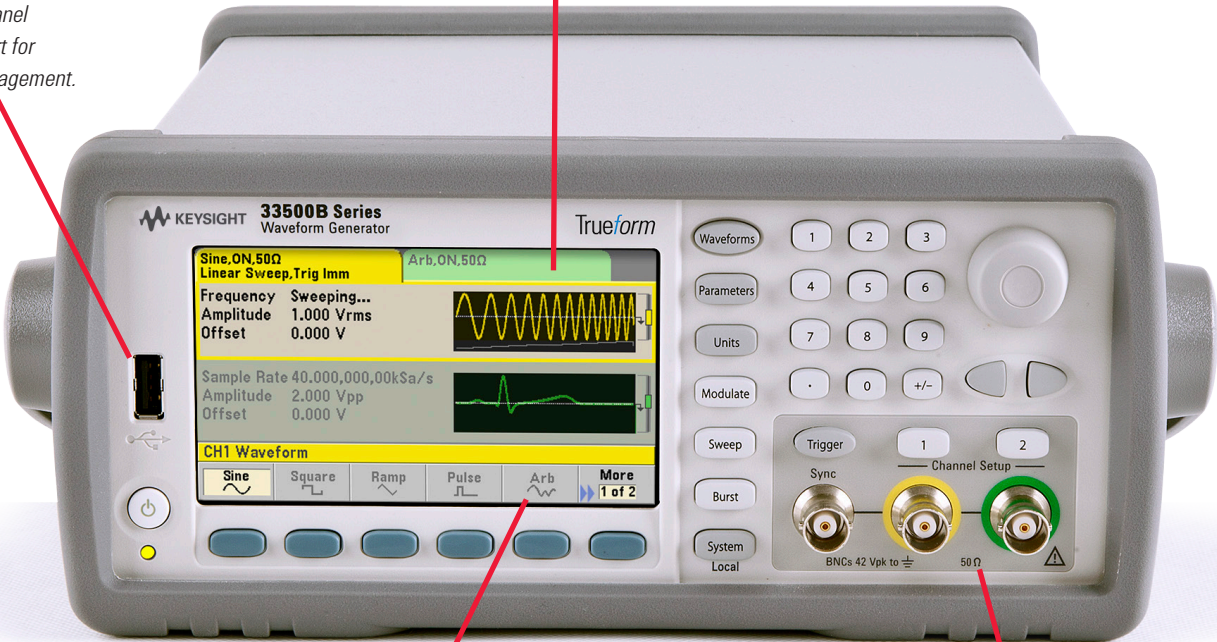 agement.
KEYSIGHT
33500B Series
Waveform Generator
Trueform
Sine,ON,50Ω
Linear Sweep,Trig Imm
Arb,ON,50Ω
Frequency Sweeping...
Amplitude 1.000 Vrms
Offset 0.000 V
Sample Rate 40.000,000,00kSa/s
Amplitude 2.000 Vpp
Offset 0.000 V
CH1 Waveform
Sine
Square
Ramp
Pulse
Arb
More
1 of 2
Waveforms
Parameters
Units
Modulate
Sweep
Burst
System
Local
1 2 3
4 5 6
7 8 9
. 0 +/−
Trigger
1
2
Sync
Channel Setup
BNCs 42 Vpk to
50 Ω